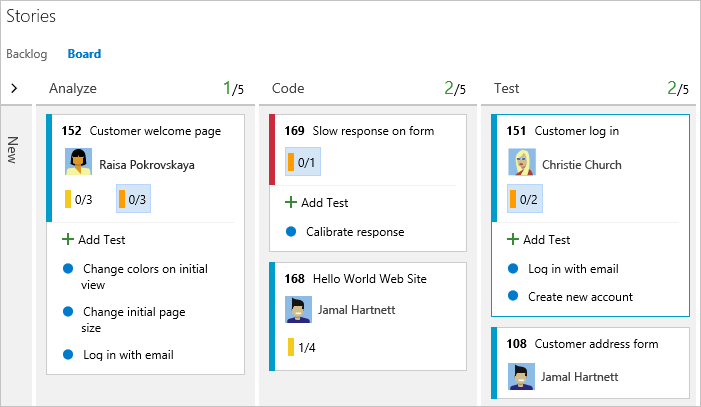 Stories
Backlog Board
Analyze 1/5
Code 2/5
Test 2/5
New
152 Customer welcome page
Raisa Pokrovskaya
0/3 0/3
Add Test
Change colors on initial
view
Change initial page
size
Log in with email
169 Slow response on form
0/1
Add Test
Calibrate response
168 Hello World Web Site
Jamal Hartnett
1/4
151 Customer log in
Christie Church
0/2
Add Test
Log in with email
Create new account
108 Customer address form
Jamal Hartnett